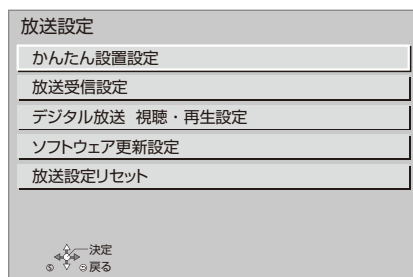 放送設定
かんたん設置設定
放送受信設定
デジタル放送 視聴・再生設定
ソフトウェア更新設定
放送設定リセット
決定
戻る